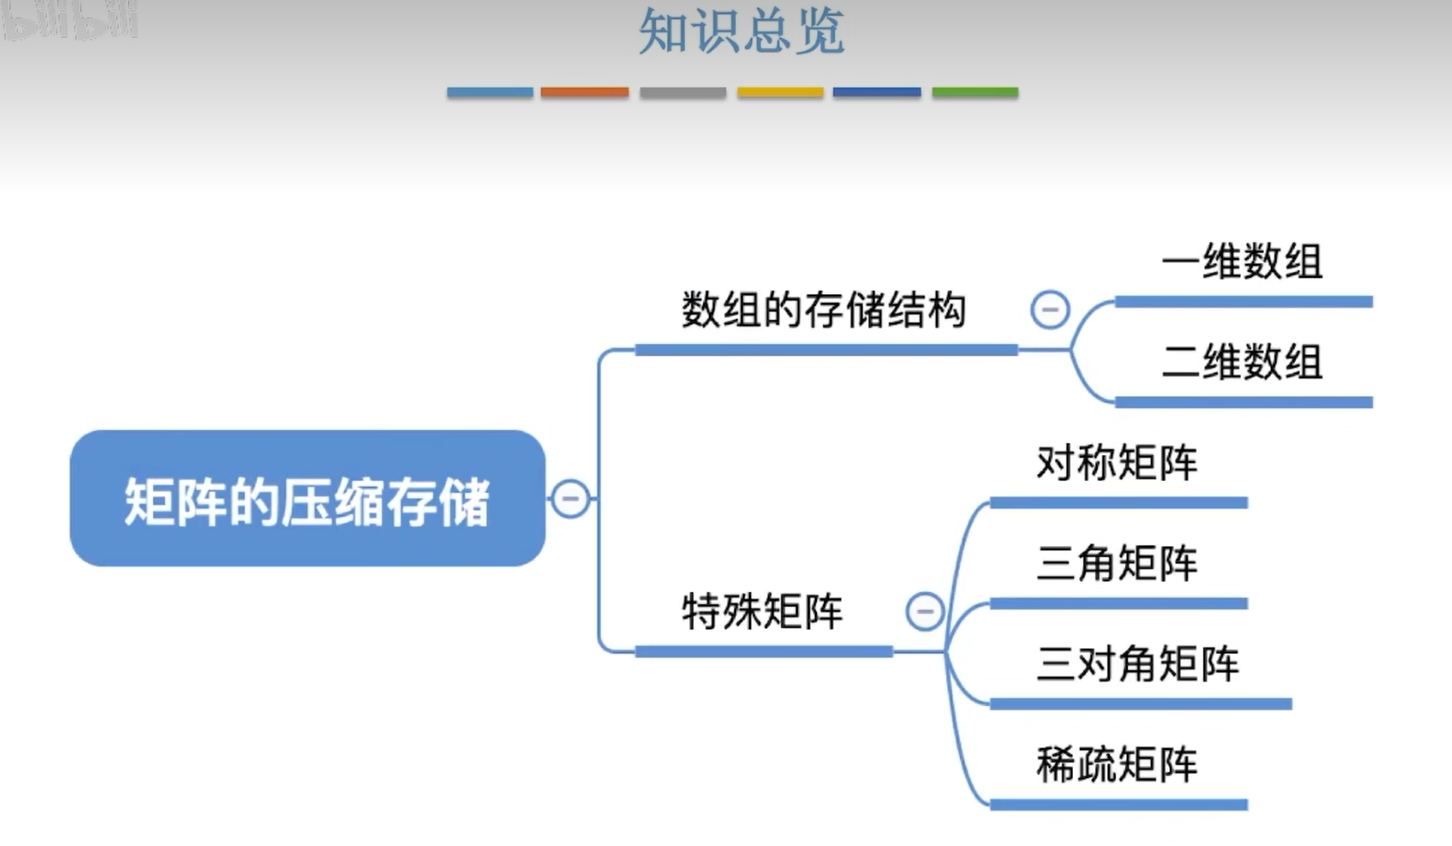 bilibili
知识总览
矩阵的压缩存储
数组的存储结构
一维数组
二维数组
特殊矩阵
对称矩阵
三角矩阵
三对角矩阵
稀疏矩阵